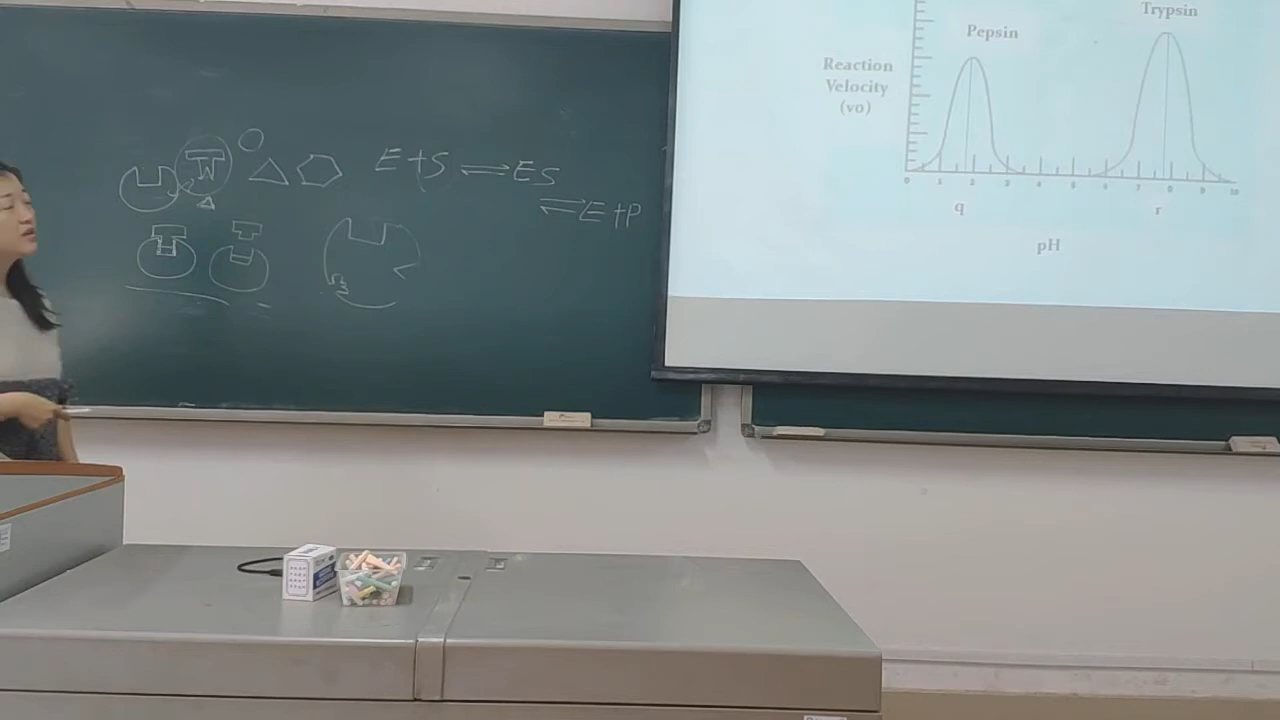 E+S ⇌ ES
⇌ E+P
Trypsin
Pepsin
Reaction
Velocity
(vo)
0 1 2 3 4 5 6 7 8 9 10
q r
pH